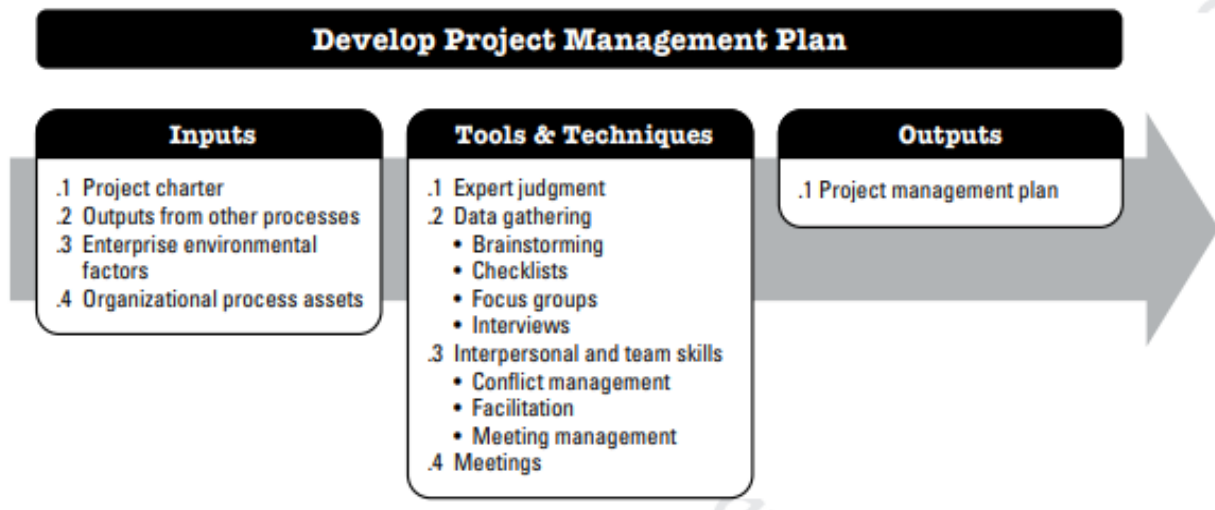 Develop Project Management Plan
Inputs
.1 Project charter
.2 Outputs from other processes
.3 Enterprise environmental
factors
.4 Organizational process assets
Tools & Techniques
.1 Expert judgment
.2 Data gathering
• Brainstorming
• Checklists
• Focus groups
• Interviews
.3 Interpersonal and team skills
• Conflict management
• Facilitation
• Meeting management
.4 Meetings
Outputs
.1 Project management plan